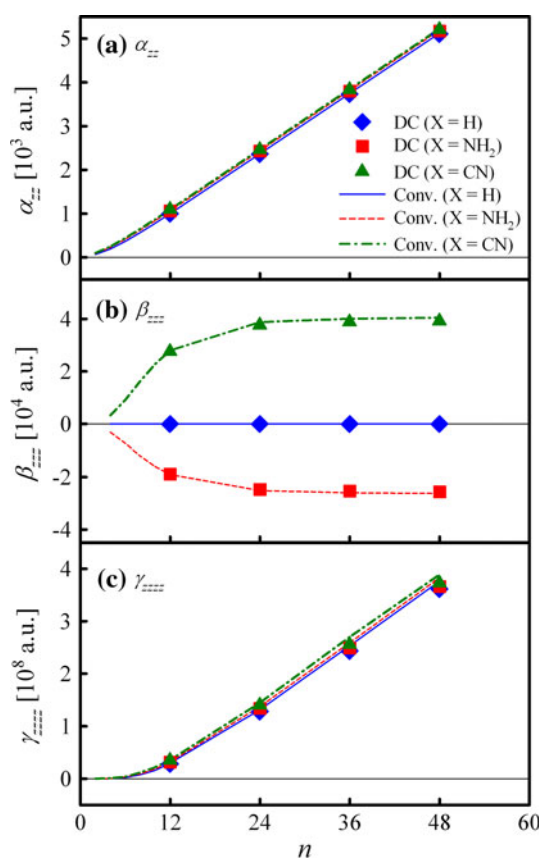 (a) αzz
αzz [10³ a.u.]
5
4
3
2
1
0
DC (X = H)
DC (X = NH₂)
DC (X = CN)
Conv. (X = H)
Conv. (X = NH₂)
Conv. (X = CN)
(b) βzzz
βzzz [10⁴ a.u.]
4
2
0
-2
-4
(c) γzzzz
γzzzz [10⁸ a.u.]
4
3
2
1
0
0 12 24 36 48 60
n